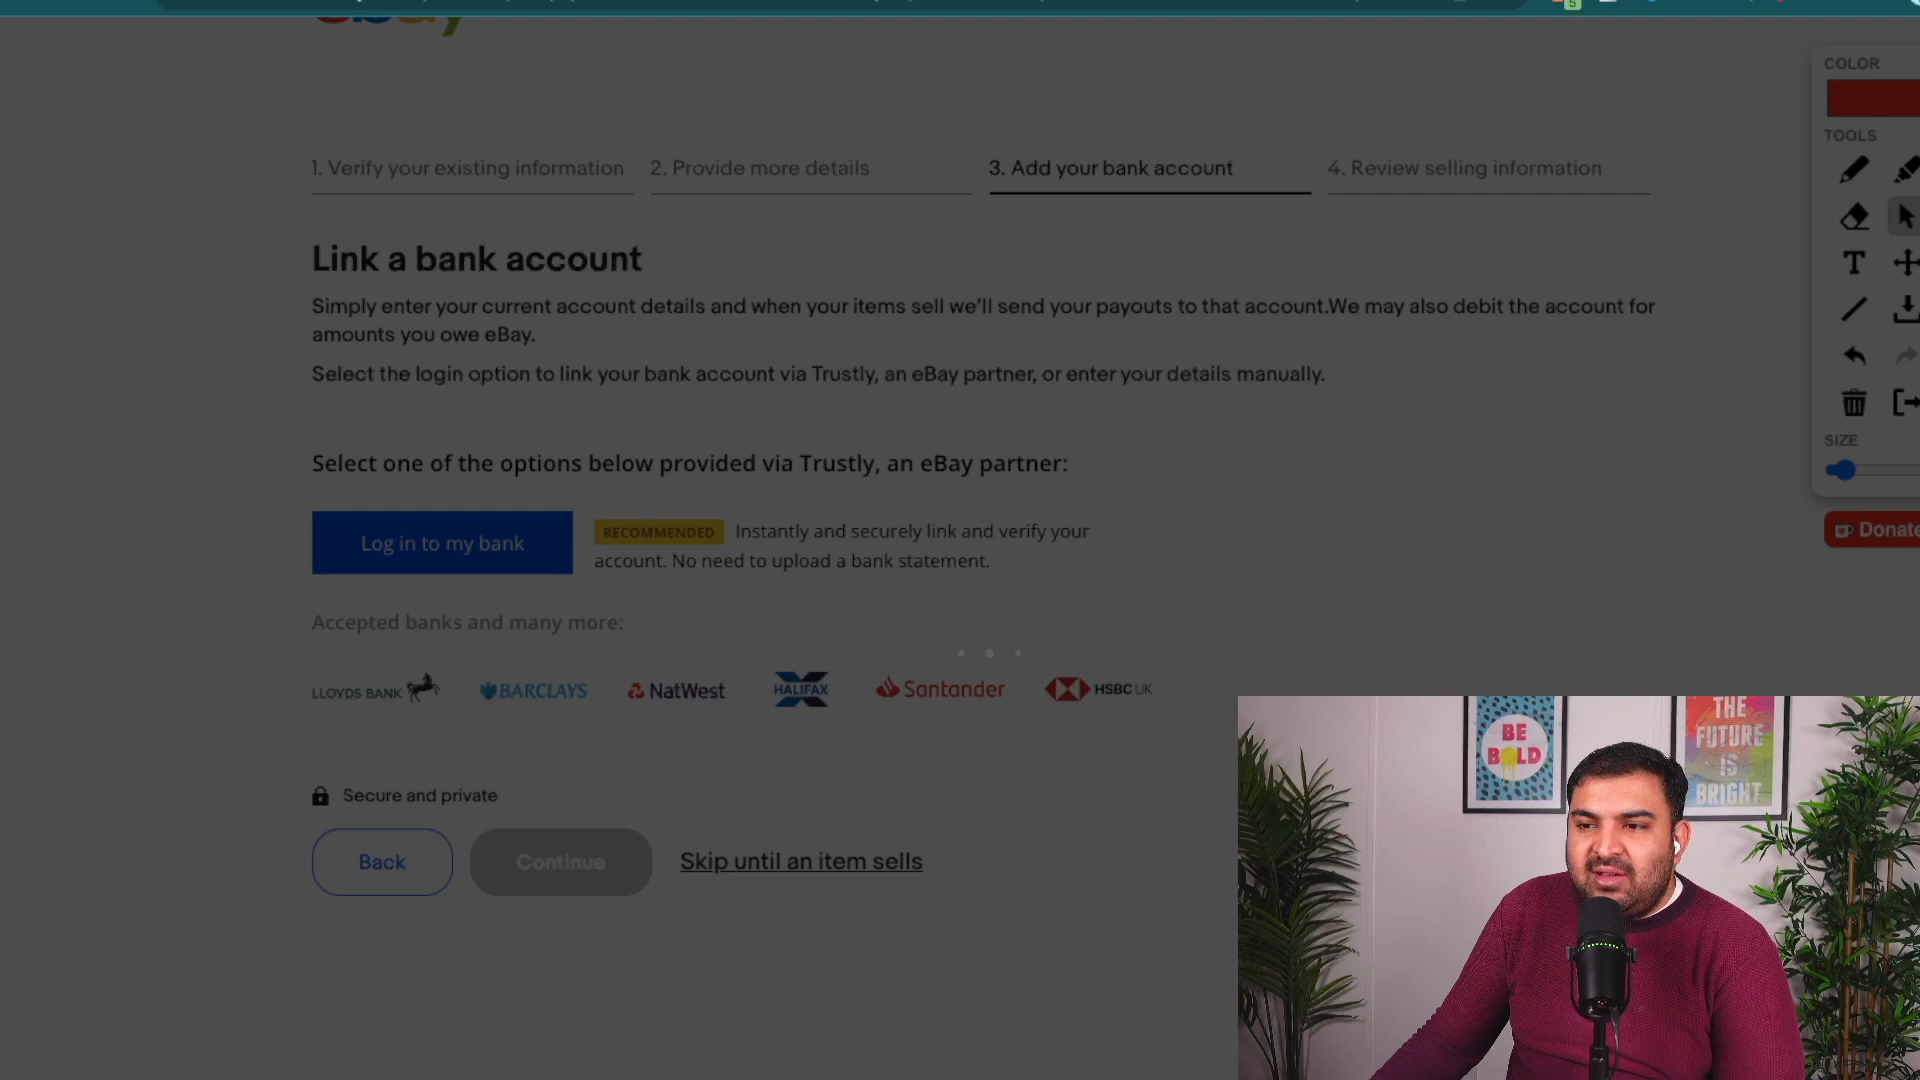 5
COLOR
TOOLS
1. Verify your existing information
2. Provide more details
3. Add your bank account
4. Review selling information
Link a bank account
Simply enter your current account details and when your items sell we'll send your payouts to that account.We may also debit the account for
amounts you owe eBay.
Select the login option to link your bank account via Trustly, an eBay partner, or enter your details manually.
SIZE
Select one of the options below provided via Trustly, an eBay partner:
Log in to my bank
RECOMMENDED Instantly and securely link and verify your
account. No need to upload a bank statement.
Donate
Accepted banks and many more:
LLOYDS BANK
BARCLAYS
NatWest
HALIFAX
Santander
HSBC UK
Secure and private
Back
Continue
Skip until an item sells
BE
BOLD
THE
FUTURE
IS
BRIGHT